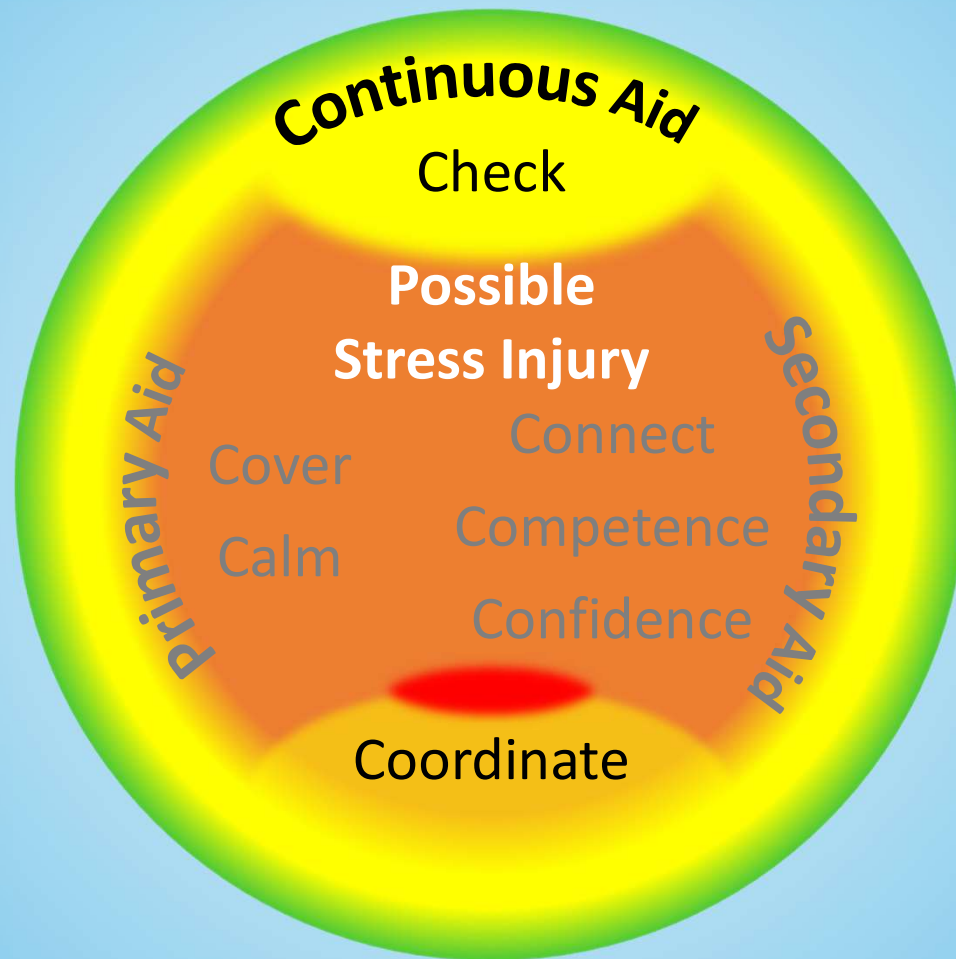 Continuous Aid
Check
Possible
Stress Injury
Primary Aid
Cover
Calm
Connect
Competence
Confidence
Secondary Aid
Coordinate